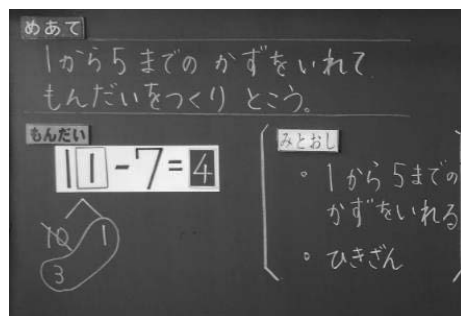 めあて
1から5までのかずをいれて
もんだいをつくりとこう。
もんだい
11-7=4
10 1
3
みとおし
・1から5までの
かずをいれる
・ひきざん